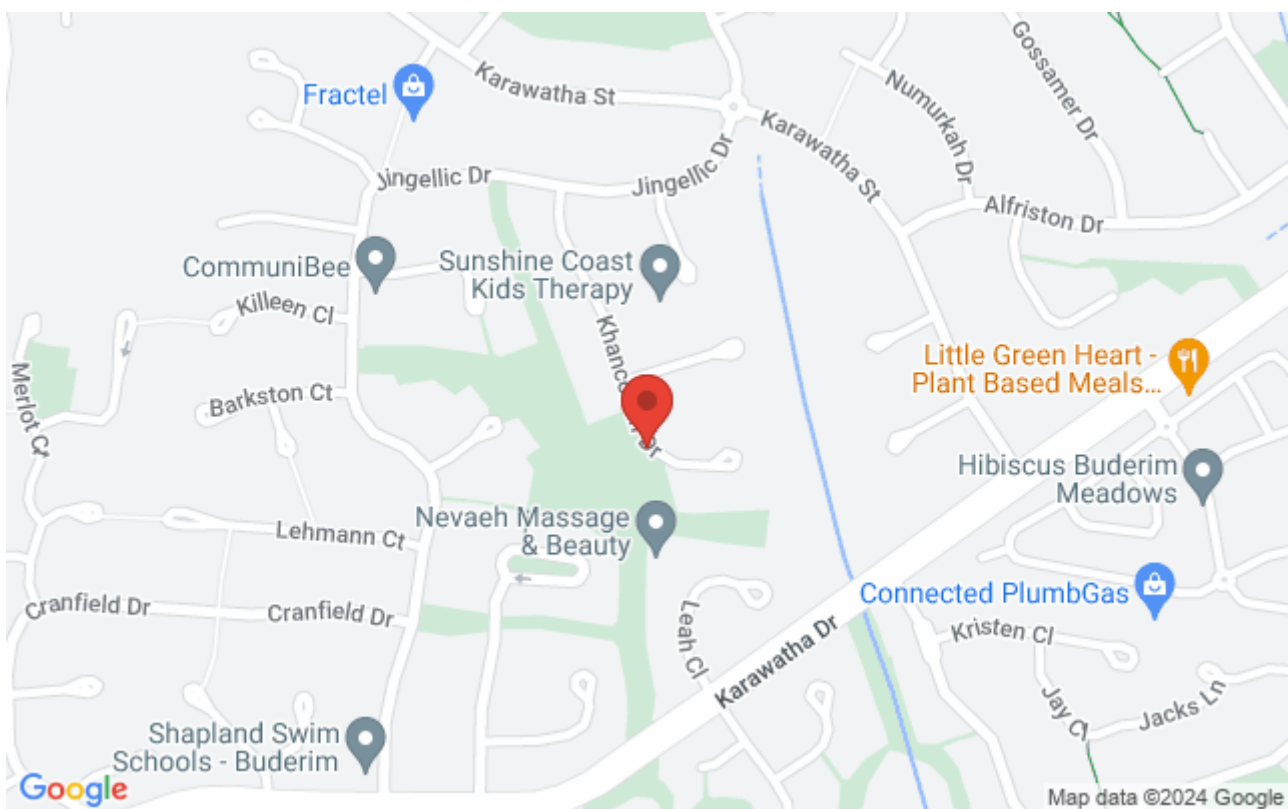 Gossamer Dr
Karawatha St
Fractel
Numurkah Dr
Karawatha St
Jingellic Dr
Jingellic Dr
Alfriston Dr
CommuniBee
Sunshine Coast
Kids Therapy
Killeen Cl
Little Green Heart -
Plant Based Meals...
Merlot Cr
Barkston Ct
Hibiscus Buderim
Meadows
Nevaeh Massage
& Beauty
Lehmann Ct
Connected PlumbGas
Cranfield Dr
Cranfield Dr
Leah Cl
Kristen Cl
Karawatha Dr
Jay Cl
Jacks Ln
Shapland Swim
Schools - Buderim
Google
Map data ©2024 Google